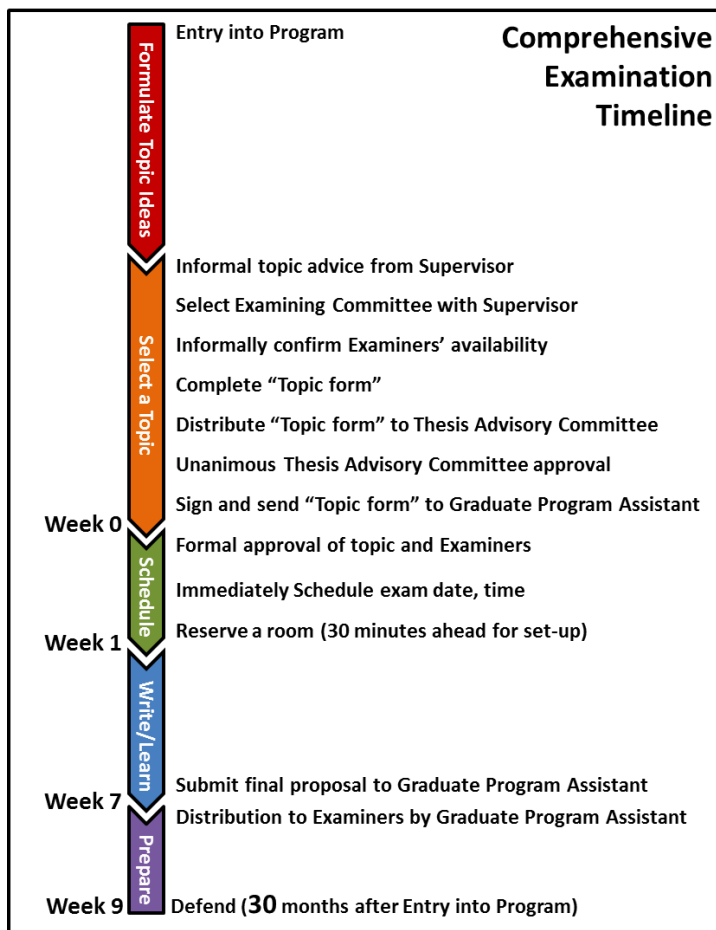 Comprehensive
Examination
Timeline
Entry into Program
Formulate Topic Ideas
Informal topic advice from Supervisor
Select Examining Committee with Supervisor
Informally confirm Examiners’ availability
Select a Topic
Complete “Topic form”
Distribute “Topic form” to Thesis Advisory Committee
Unanimous Thesis Advisory Committee approval
Sign and send “Topic form” to Graduate Program Assistant
Week 0
Formal approval of topic and Examiners
Schedule
Immediately Schedule exam date, time
Reserve a room (30 minutes ahead for set-up)
Week 1
Write/Learn
Submit final proposal to Graduate Program Assistant
Week 7
Distribution to Examiners by Graduate Program Assistant
Prepare
Week 9 Defend (30 months after Entry into Program)